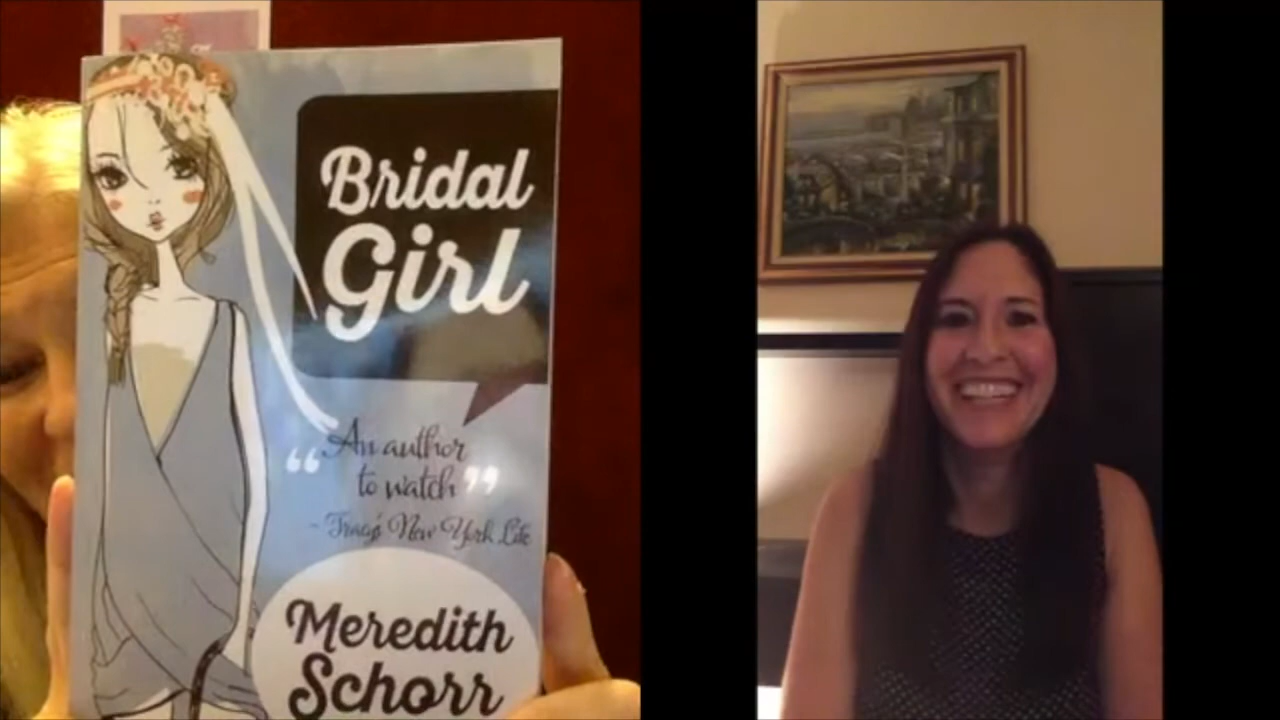 Bridal
Girl
“ An author
to watch ”
- Tracy's New York Life
Meredith
Schorr